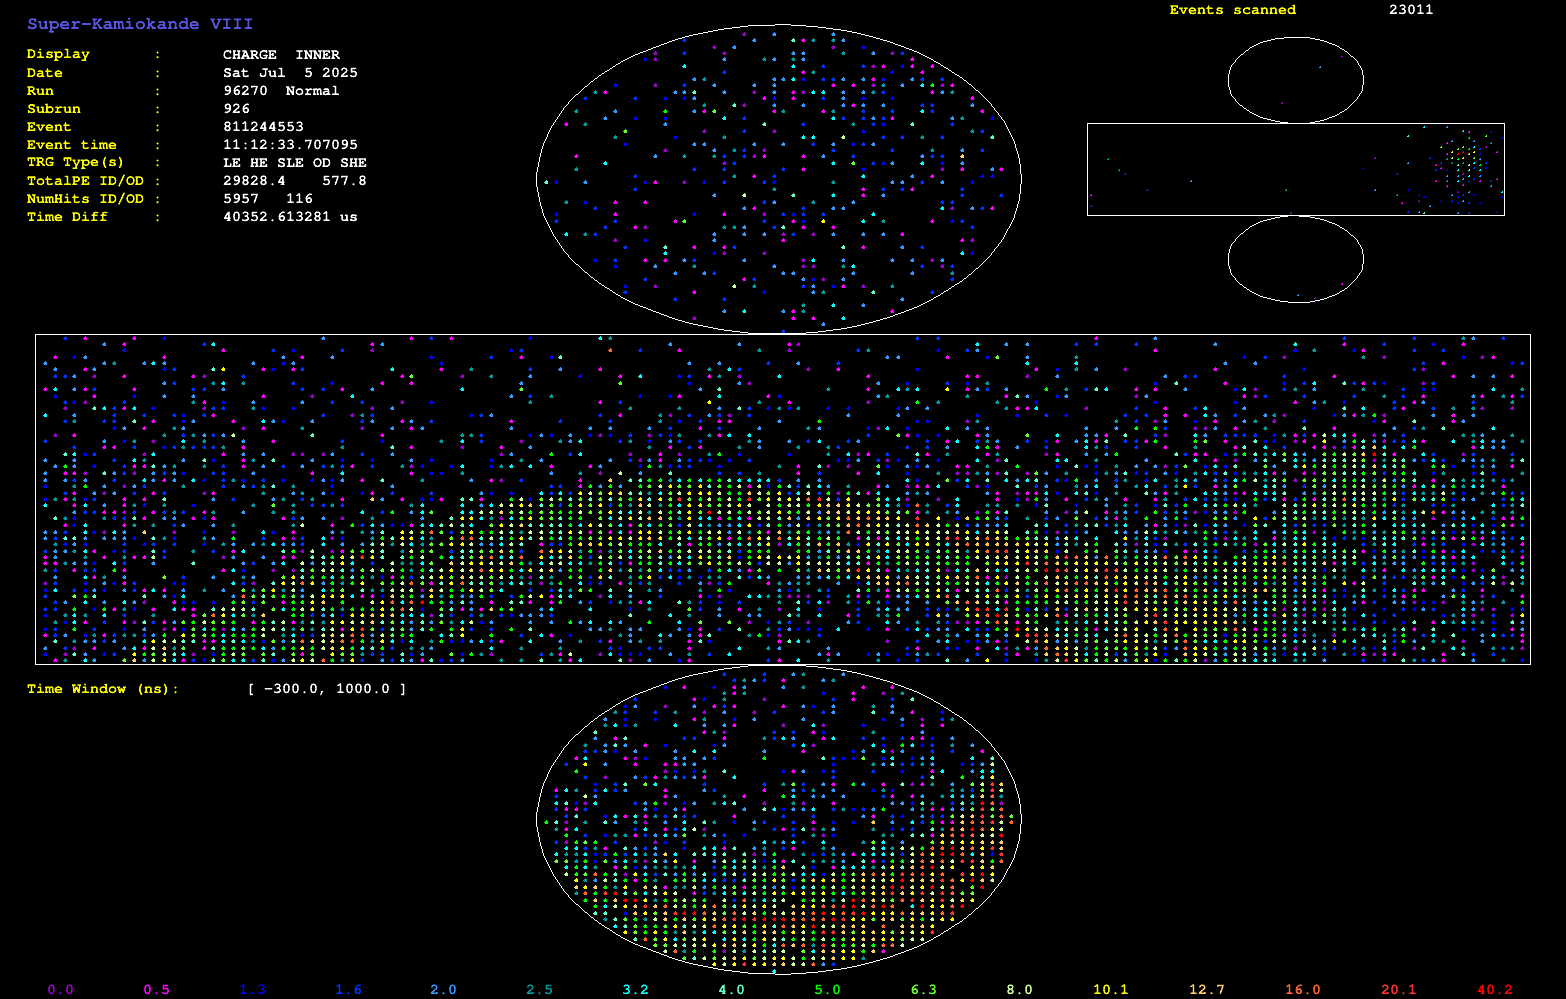 Super-Kamiokande VIII
Events scanned 23011
Display : CHARGE INNER
Date : Sat Jul 5 2025
Run : 96270 Normal
Subrun : 926
Event : 811244553
Event time : 11:12:33.707095
TRG Type(s) : LE HE SLE OD SHE
TotalPE ID/OD : 29828.4 577.8
NumHits ID/OD : 5957 116
Time Diff : 40352.613281 us
Time Window (ns): [ -300.0, 1000.0 ]
0.0 0.5 1.3 1.6 2.0 2.5 3.2 4.0 5.0 6.3 8.0 10.1 12.7 16.0 20.1 40.2